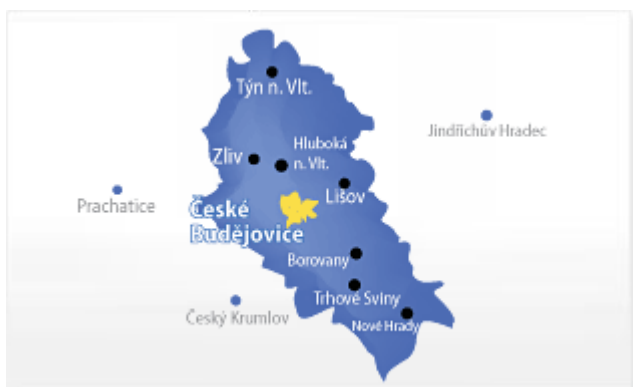 Týn n. Vlt.
Jindřichův Hradec
Hluboká
n. Vlt.
Zliv
Lišov
Prachatice
České
Budějovice
Borovany
Trhové Sviny
Český Krumlov
Nové Hrady